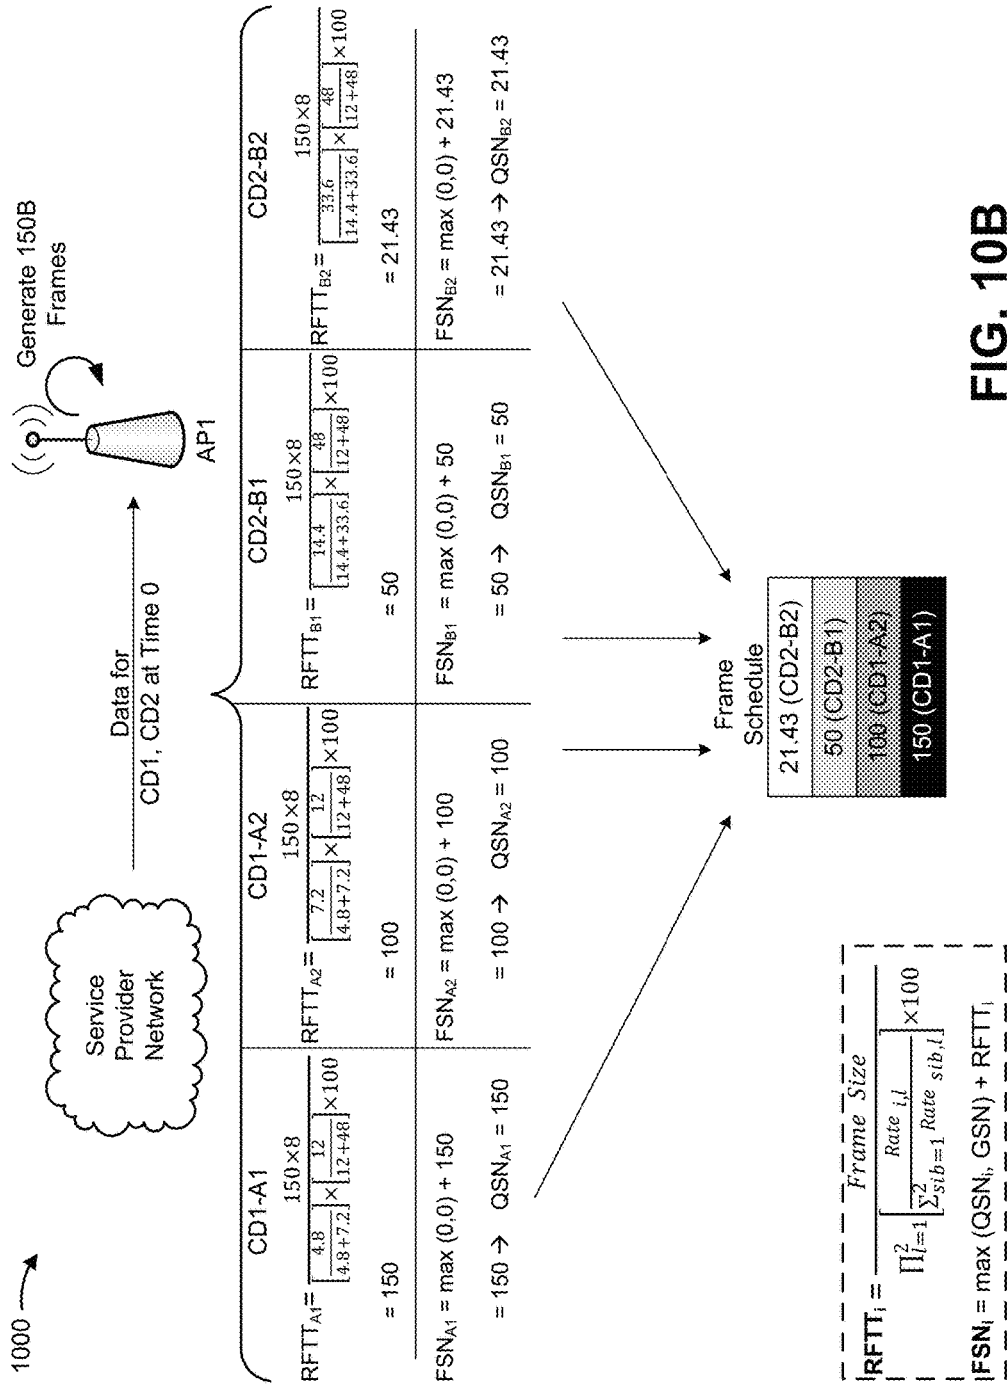 1000
Service
Provider
Network
Data for
CD1, CD2 at Time 0
Generate 150B
Frames
AP1
CD1-A1
RFTT_A1 = 150×8 / [4.8 / 4.8+7.2] × [12 / 12+48] ×100
= 150
FSN_A1 = max (0,0) + 150
= 150 → QSN_A1 = 150
CD1-A2
RFTT_A2 = 150×8 / [7.2 / 4.8+7.2] × [12 / 12+48] ×100
= 100
FSN_A2 = max (0,0) + 100
= 100 → QSN_A2 = 100
CD2-B1
RFTT_B1 = 150×8 / [14.4 / 14.4+33.6] × [48 / 12+48] ×100
= 50
FSN_B1 = max (0,0) + 50
= 50 → QSN_B1 = 50
CD2-B2
RFTT_B2 = 150×8 / [33.6 / 14.4+33.6] × [48 / 12+48] ×100
= 21.43
FSN_B2 = max (0,0) + 21.43
= 21.43 → QSN_B2 = 21.43
Frame
Schedule
21.43 (CD2-B2)
50 (CD2-B1)
100 (CD1-A2)
150 (CD1-A1)
RFTT_i = Frame Size / ∏_{l=1}^{2} [Rate_{i,l} / Σ_{sib=1}^{2} Rate_{sib,l}] ×100
FSN_i = max (QSN_i, GSN) + RFTT_i
FIG. 10B